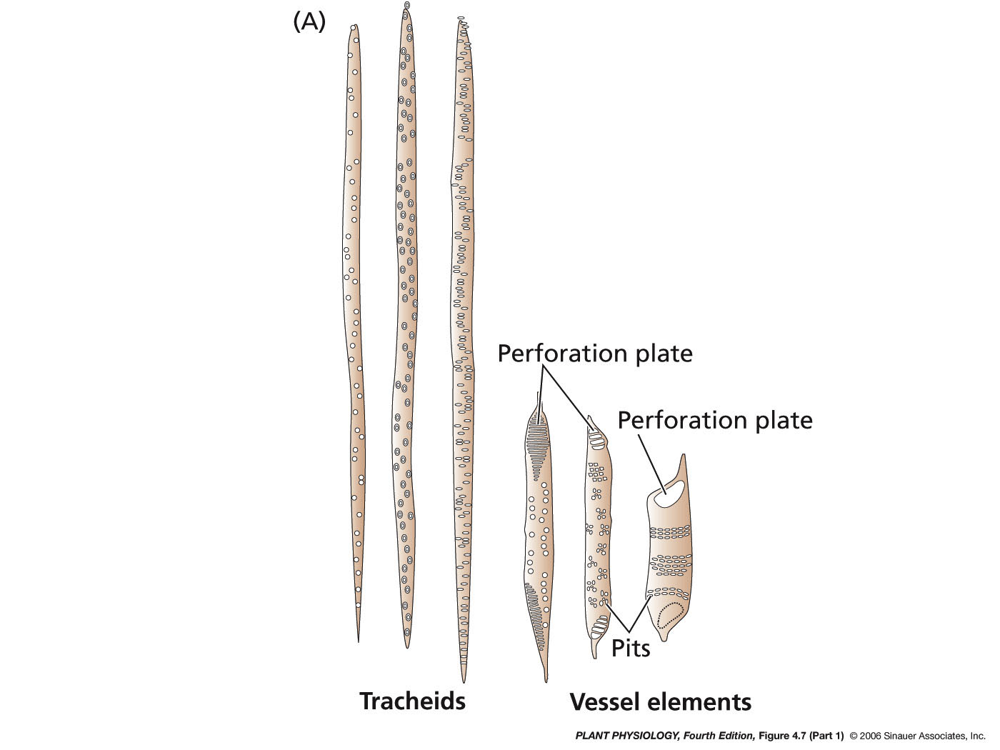 (A)
Perforation plate
Perforation plate
Pits
Tracheids
Vessel elements
PLANT PHYSIOLOGY, Fourth Edition, Figure 4.7 (Part 1) © 2006 Sinauer Associates, Inc.